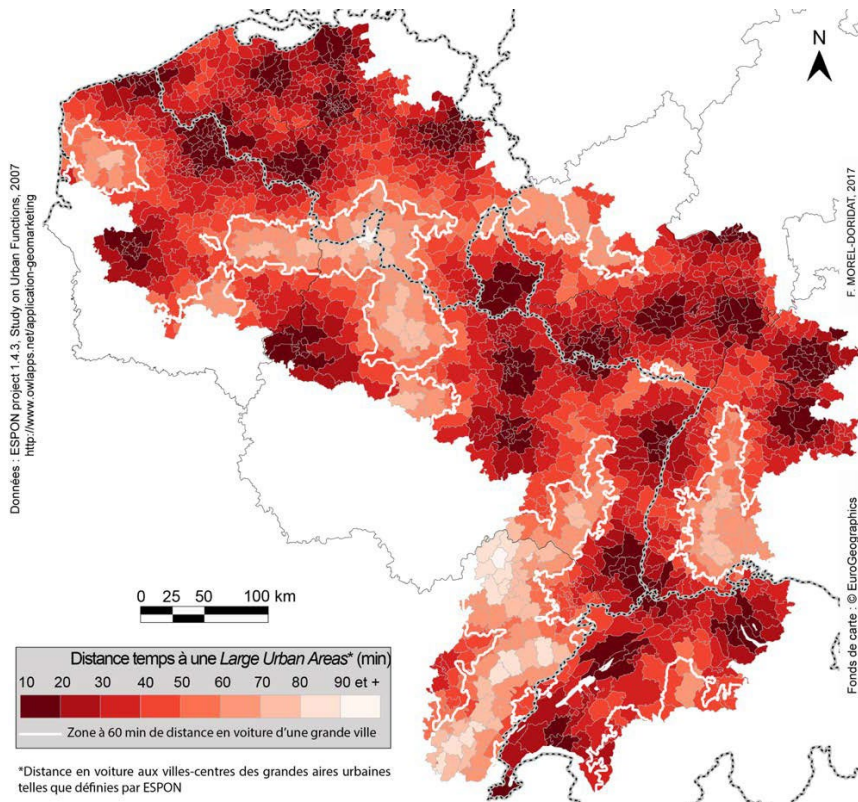 N
Données : ESPON project 1.4.3, Study on Urban Functions, 2007
http://www.owlapps.net/application-geomarketing
F. MOREL-DORIDAT, 2017
Fonds de carte : © EuroGeographics
0 25 50 100 km
Distance temps à une Large Urban Areas* (min)
10 20 30 40 50 60 70 80 90 et +
Zone à 60 min de distance en voiture d'une grande ville
*Distance en voiture aux villes-centres des grandes aires urbaines
telles que définies par ESPON